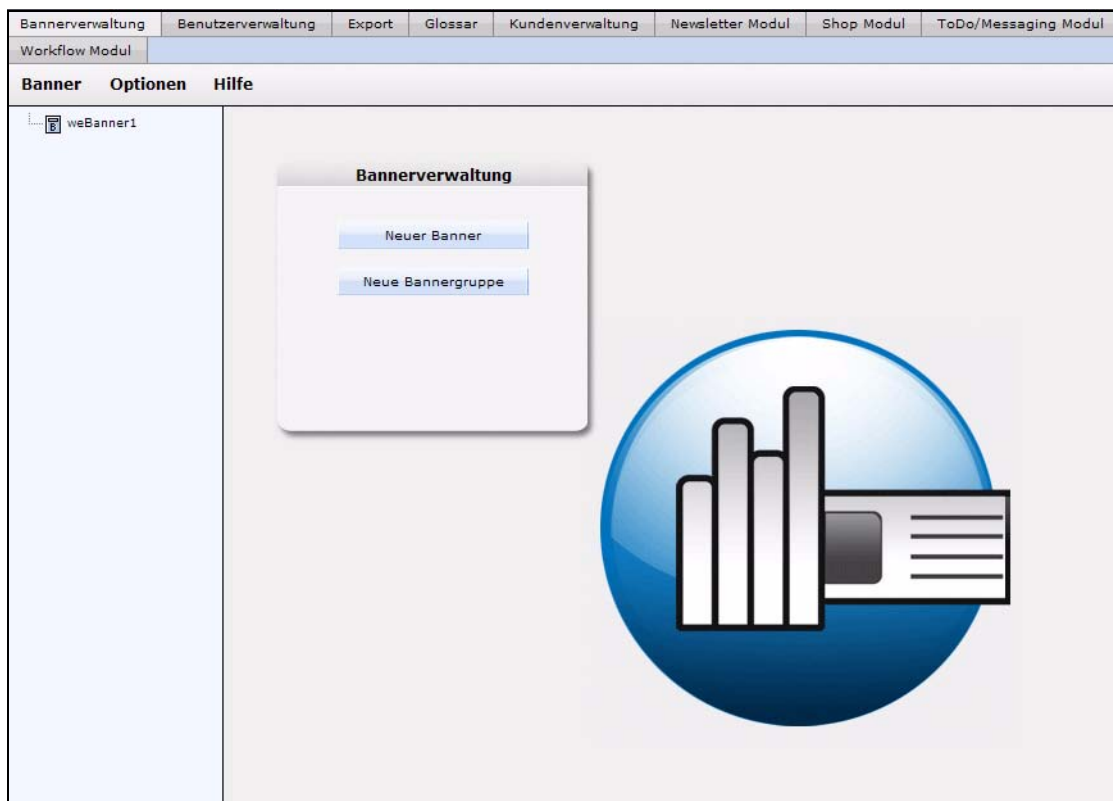 Bannerverwaltung Benutzerverwaltung Export Glossar Kundenverwaltung Newsletter Modul Shop Modul ToDo/Messaging Modul
Workflow Modul
Banner Optionen Hilfe
weBanner1
Bannerverwaltung
Neuer Banner
Neue Bannergruppe